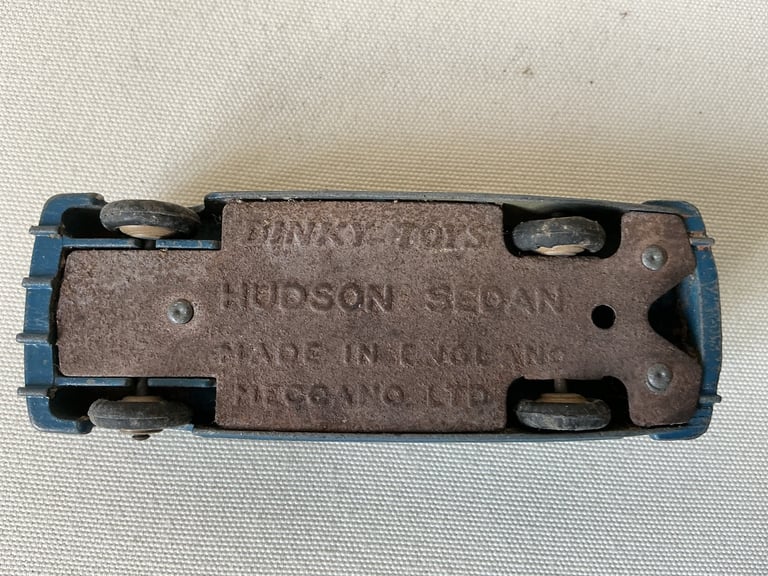 DINKY-TOYS
HUDSON SEDAN
MADE IN ENGLAND
MECCANO LTD